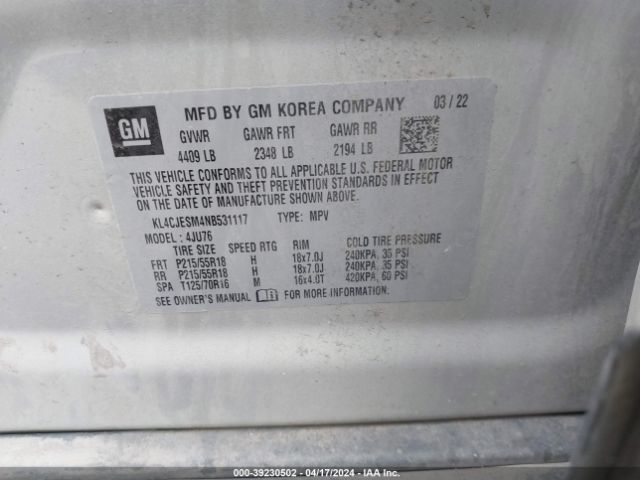 GM
MFD BY GM KOREA COMPANY 03 / 22
GVWR GAWR FRT GAWR RR
4409 LB 2348 LB 2194 LB
THIS VEHICLE CONFORMS TO ALL APPLICABLE U.S. FEDERAL MOTOR
VEHICLE SAFETY AND THEFT PREVENTION STANDARDS IN EFFECT
ON THE DATE OF MANUFACTURE SHOWN ABOVE.
KL4CJESM4NB531117 TYPE: MPV
MODEL: 4JU76
TIRE SIZE SPEED RTG RIM COLD TIRE PRESSURE
FRT P215/55R18 H 18x7.0J 240KPA, 35 PSI
RR P215/55R18 H 18x7.0J 240KPA, 35 PSI
SPA T125/70R16 M 16x4.0T 420KPA, 60 PSI
SEE OWNER'S MANUAL FOR MORE INFORMATION.
000-39230502 - 04/17/2024 - IAA Inc.